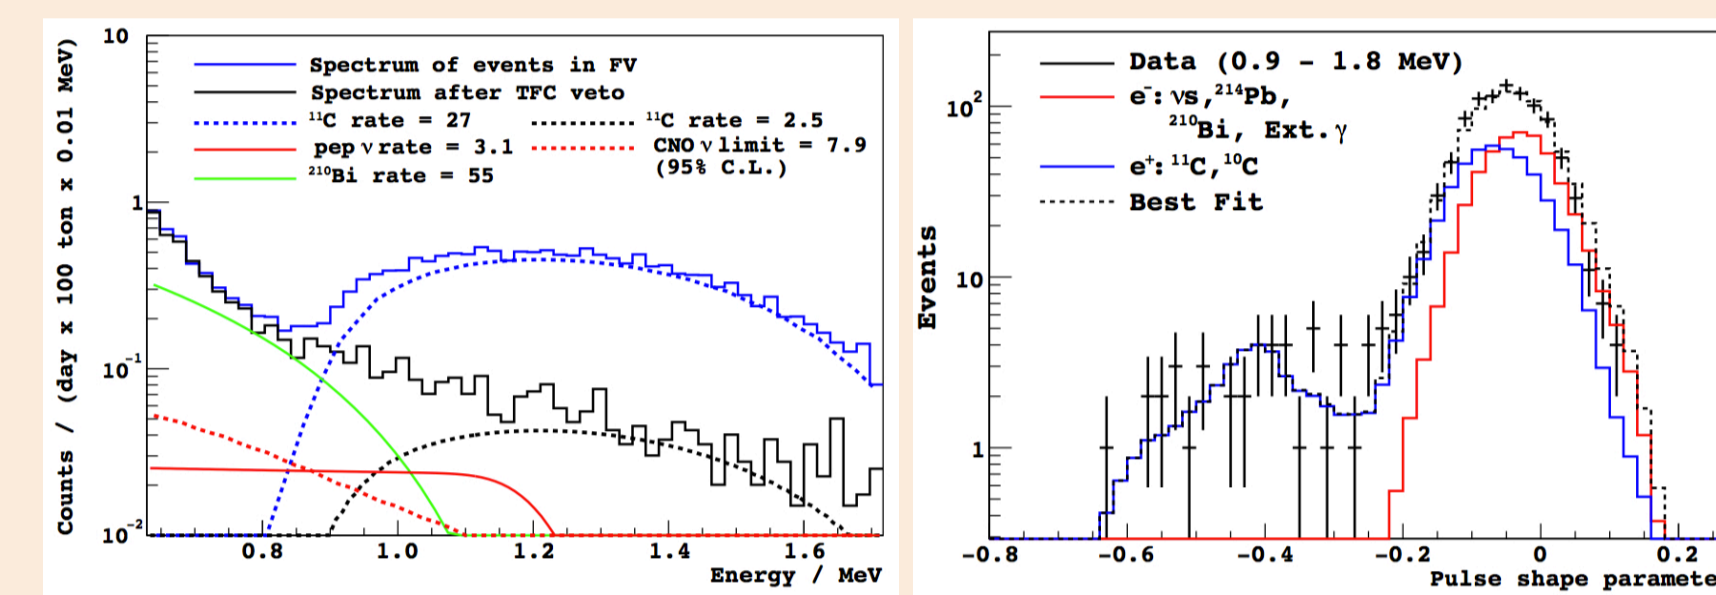 Counts / (day x 100 ton x 0.01 MeV)
10
1
10⁻¹
10⁻²
Spectrum of events in FV
Spectrum after TFC veto
¹¹C rate = 27
¹¹C rate = 2.5
pep ν rate = 3.1
CNO ν limit = 7.9
(95% C.L.)
²¹⁰Bi rate = 55
0.8 1.0 1.2 1.4 1.6
Energy / MeV
Events
10²
10
1
Data (0.9 - 1.8 MeV)
e⁻: νs, ²¹⁴Pb,
²¹⁰Bi, Ext. γ
e⁺: ¹¹C, ¹⁰C
Best Fit
-0.8 -0.6 -0.4 -0.2 0 0.2
Pulse shape paramete